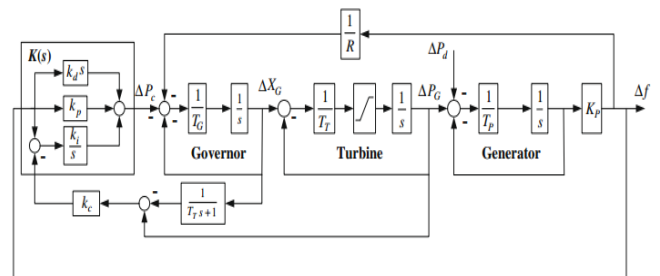 1
R
ΔP_d
K(s)
k_d s
ΔP_c
ΔX_G
ΔP_G
Δf
k_p
1
T_G
1
s
1
T_T
1
s
1
T_P
1
s
K_P
k_i
s
Governor
Turbine
Generator
k_c
1
T_T s+1
-
-
-
-
-
-
-
-
-
-